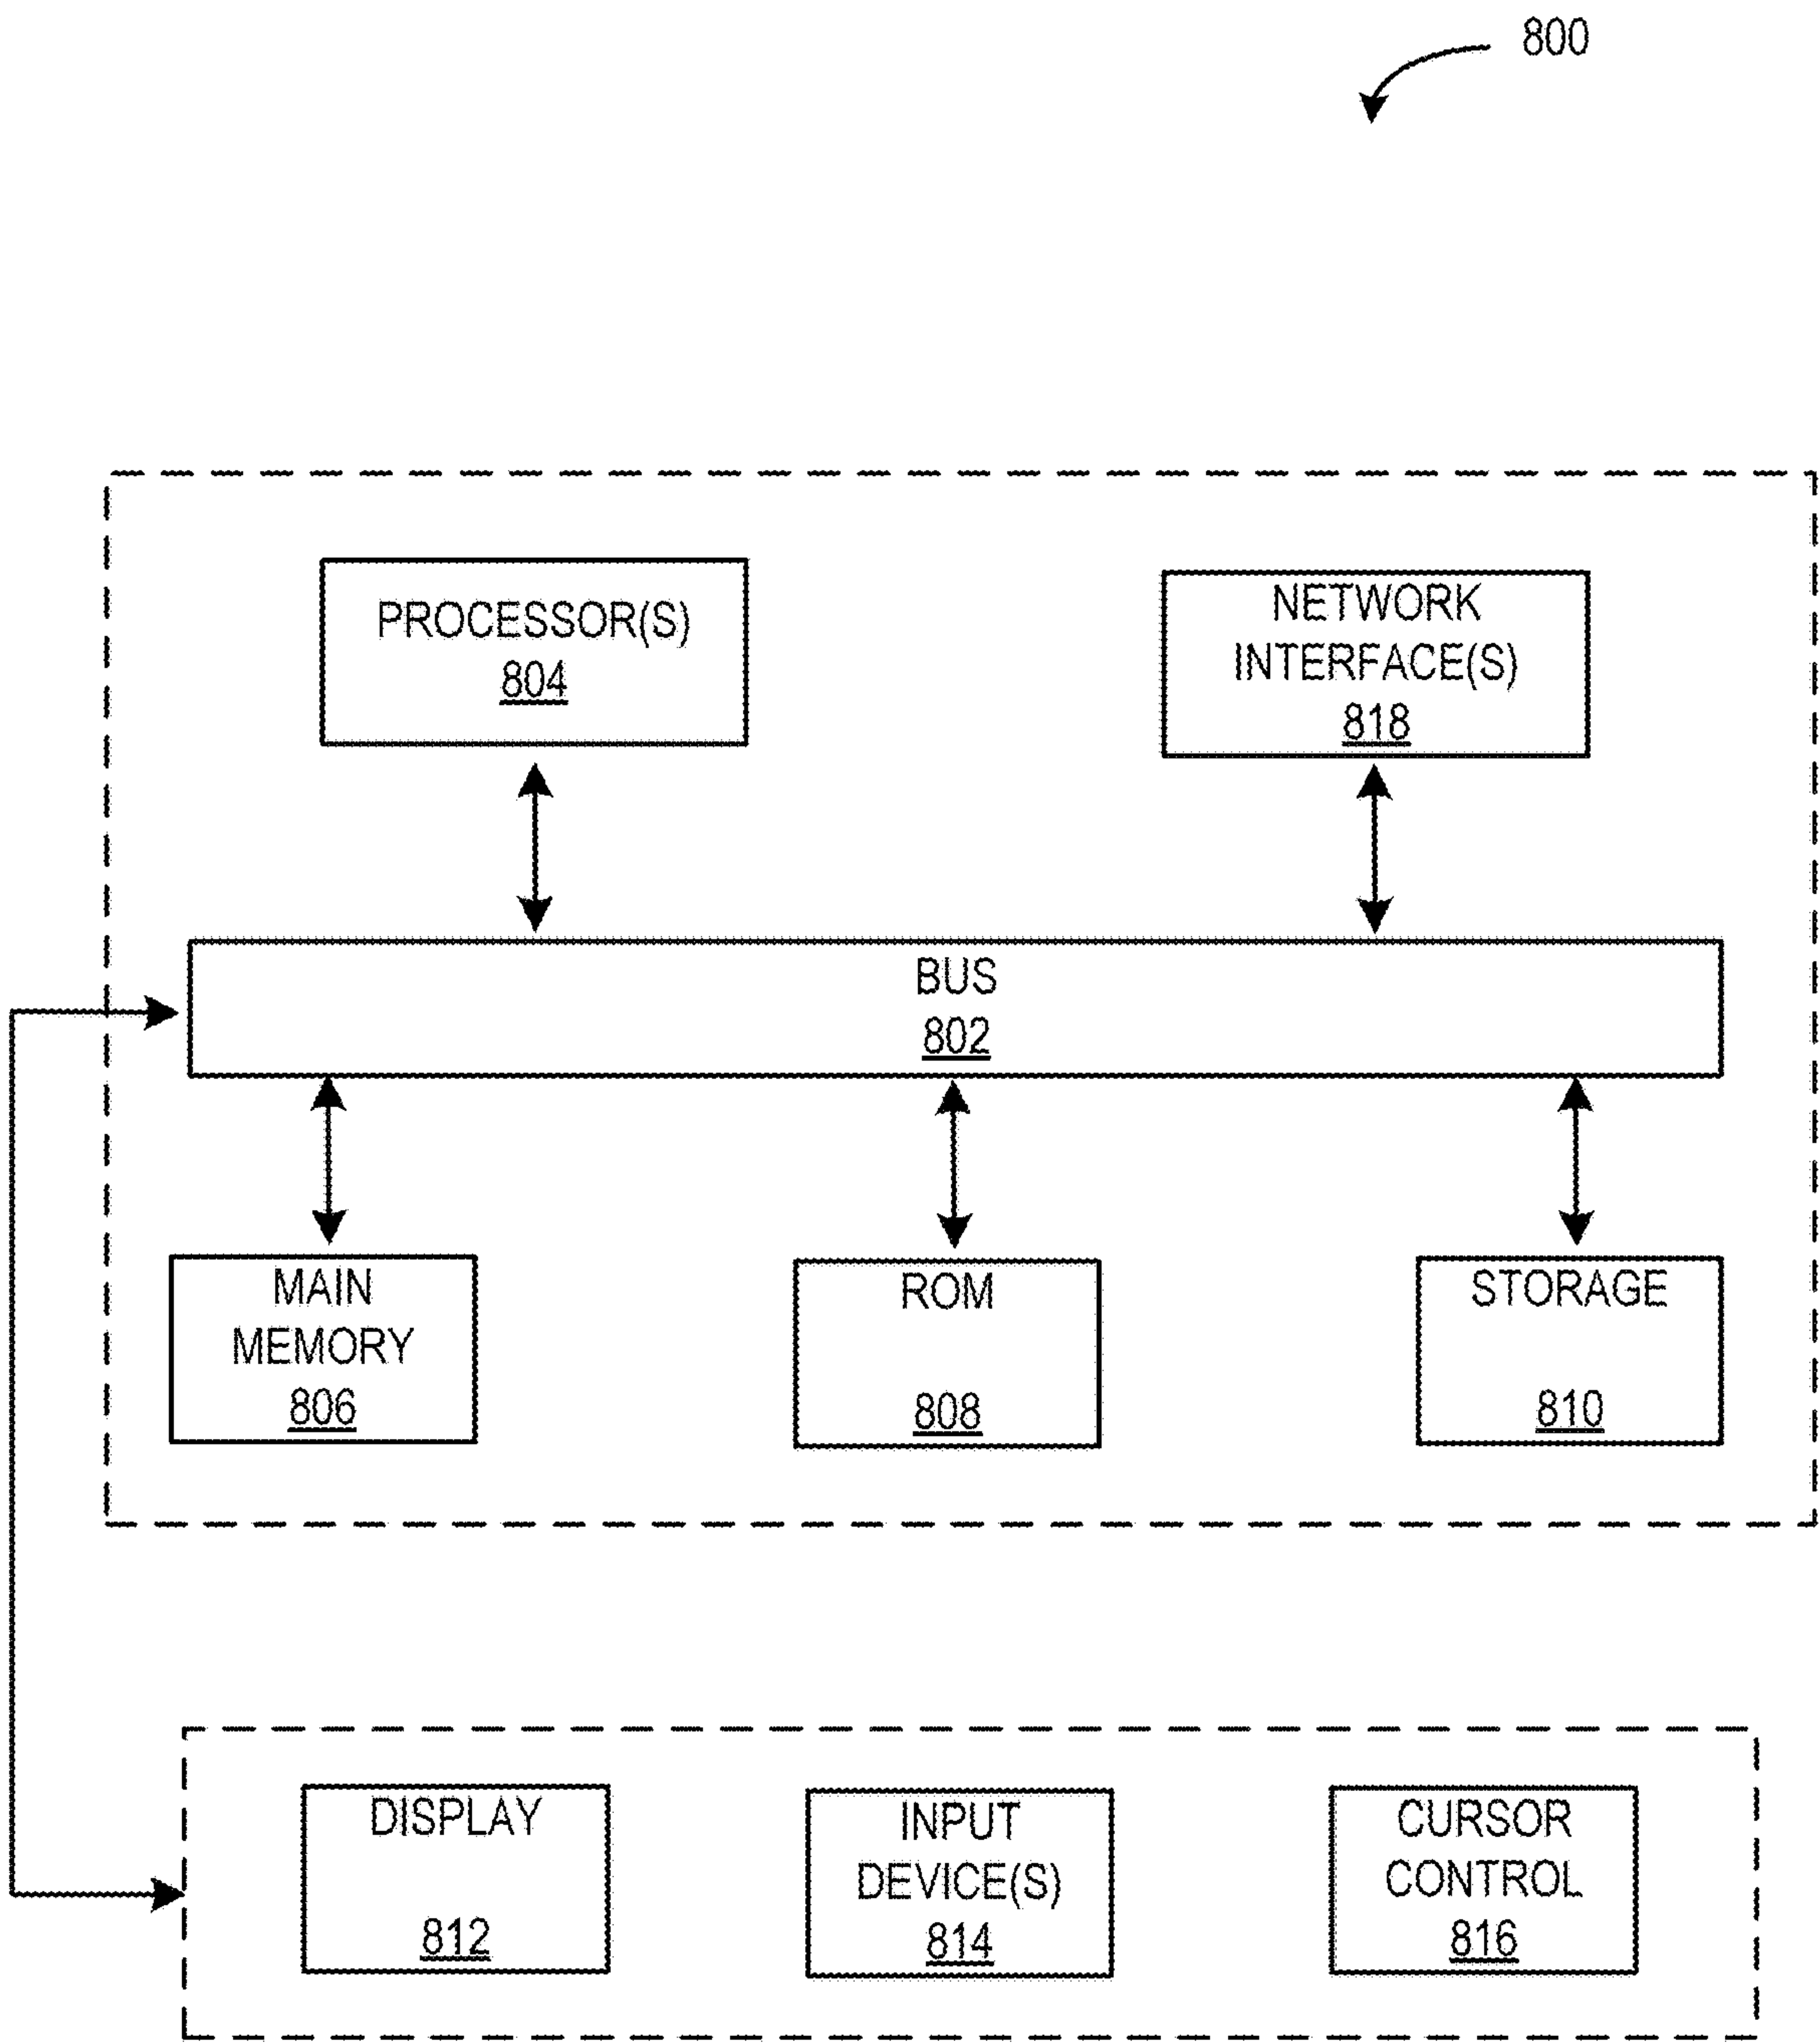 800
PROCESSOR(S)
804
NETWORK
INTERFACE(S)
818
BUS
802
MAIN
MEMORY
806
ROM
808
STORAGE
810
DISPLAY
812
INPUT
DEVICE(S)
814
CURSOR
CONTROL
816